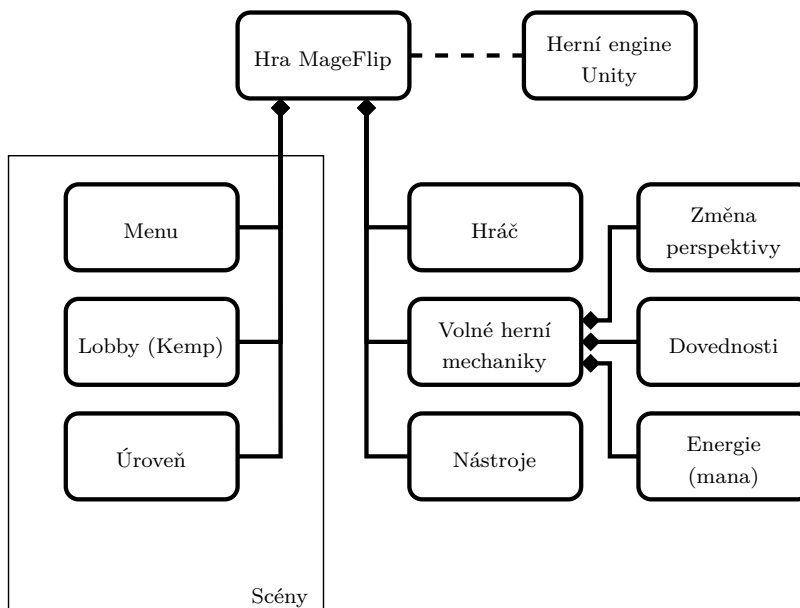 Hra MageFlip
Herní engine
Unity
Menu
Hráč
Změna
perspektivy
Lobby (Kemp)
Volné herní
mechaniky
Dovednosti
Úroveň
Nástroje
Energie
(mana)
Scény